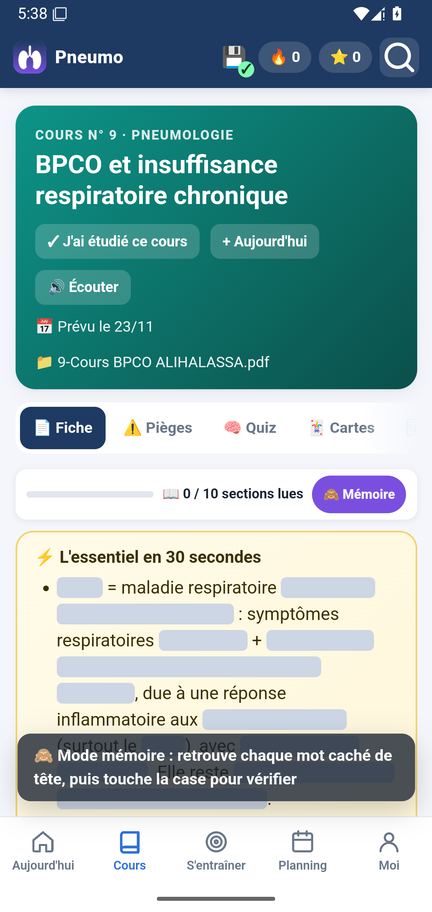 5:38
Pneumo
0
0
COURS N° 9 · PNEUMOLOGIE
BPCO et insuffisance
respiratoire chronique
✓ J'ai étudié ce cours
+ Aujourd'hui
Écouter
Prévu le 23/11
9-Cours BPCO ALIHALASSA.pdf
Fiche
Pièges
Quiz
Cartes
0 / 10 sections lues
Mémoire
L'essentiel en 30 secondes
• = maladie respiratoire
: symptômes
respiratoires +
, due à une réponse
inflammatoire aux
(surtout le ), avec
. Elle reste
Mode mémoire : retrouve chaque mot caché de
tête, puis touche la case pour vérifier
.
Aujourd'hui
Cours
S'entraîner
Planning
Moi